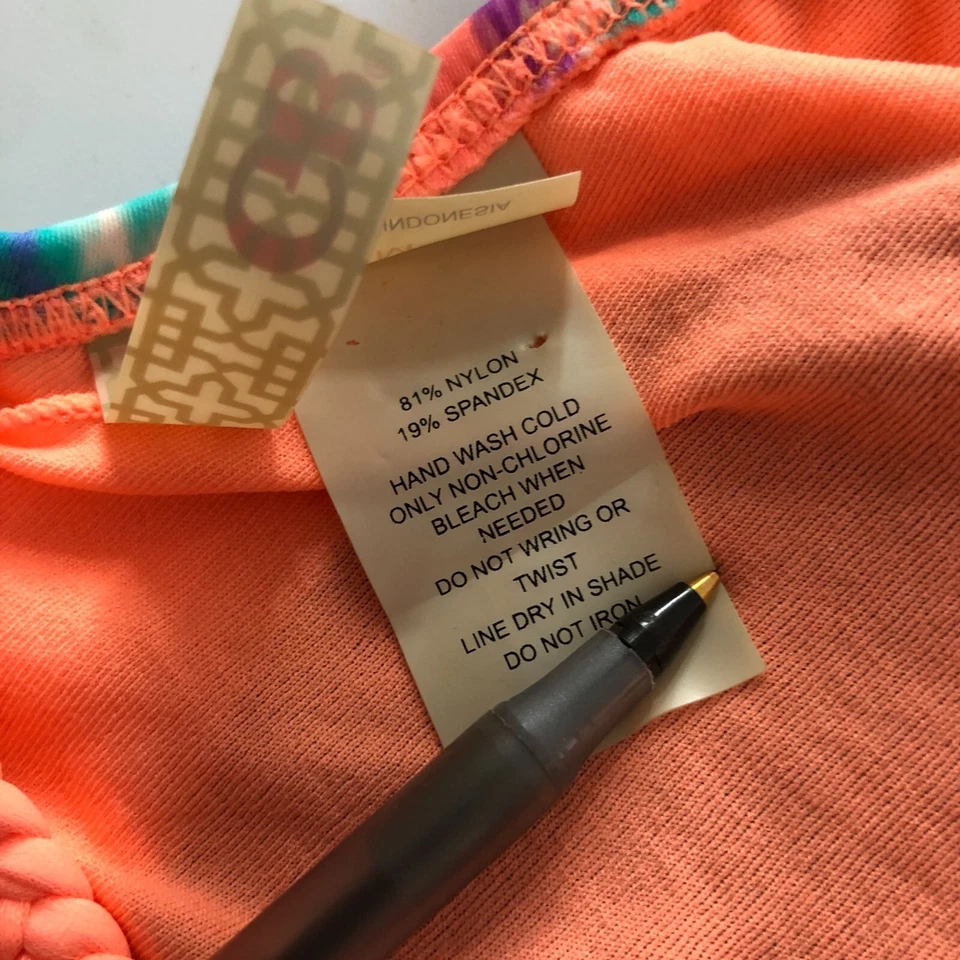 INDONESIA
81% NYLON
19% SPANDEX
HAND WASH COLD
ONLY NON-CHLORINE
BLEACH WHEN
NEEDED
DO NOT WRING OR
TWIST
LINE DRY IN SHADE
DO NOT IRON